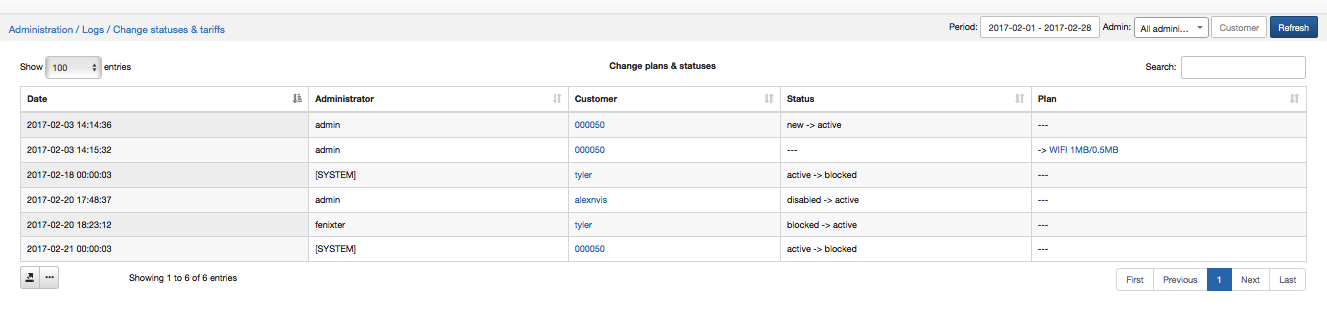 Administration / Logs / Change statuses & tariffs Period: 2017-02-01 - 2017-02-28 Admin: All admini... Customer Refresh
Show 100 entries Change plans & statuses Search:
Date Administrator Customer Status Plan
2017-02-03 14:14:36 admin 000050 new -> active ---
2017-02-03 14:15:32 admin 000050 --- -> WIFI 1MB/0.5MB
2017-02-18 00:00:03 [SYSTEM] tyler active -> blocked ---
2017-02-20 17:48:37 admin alexnvis disabled -> active ---
2017-02-20 18:23:12 fenixter tyler blocked -> active ---
2017-02-21 00:00:03 [SYSTEM] 000050 active -> blocked ---
Showing 1 to 6 of 6 entries First Previous 1 Next Last